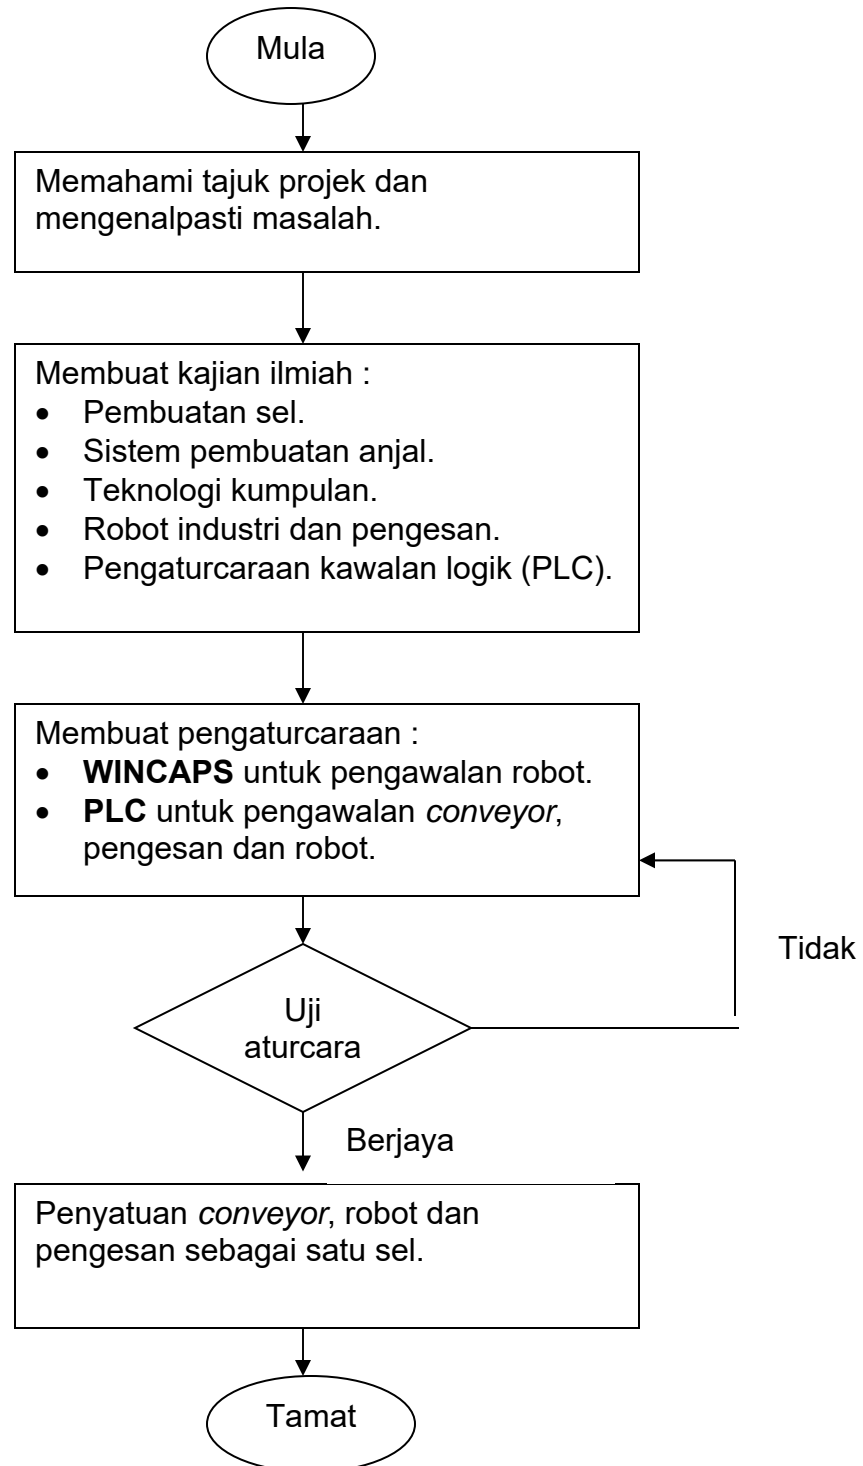 Mula
Memahami tajuk projek dan
mengenalpasti masalah.
Membuat kajian ilmiah :
• Pembuatan sel.
• Sistem pembuatan anjal.
• Teknologi kumpulan.
• Robot industri dan pengesan.
• Pengaturcaraan kawalan logik (PLC).
Membuat pengaturcaraan :
• WINCAPS untuk pengawalan robot.
• PLC untuk pengawalan conveyor,
pengesan dan robot.
Tidak
Uji
aturcara
Berjaya
Penyatuan conveyor, robot dan
pengesan sebagai satu sel.
Tamat